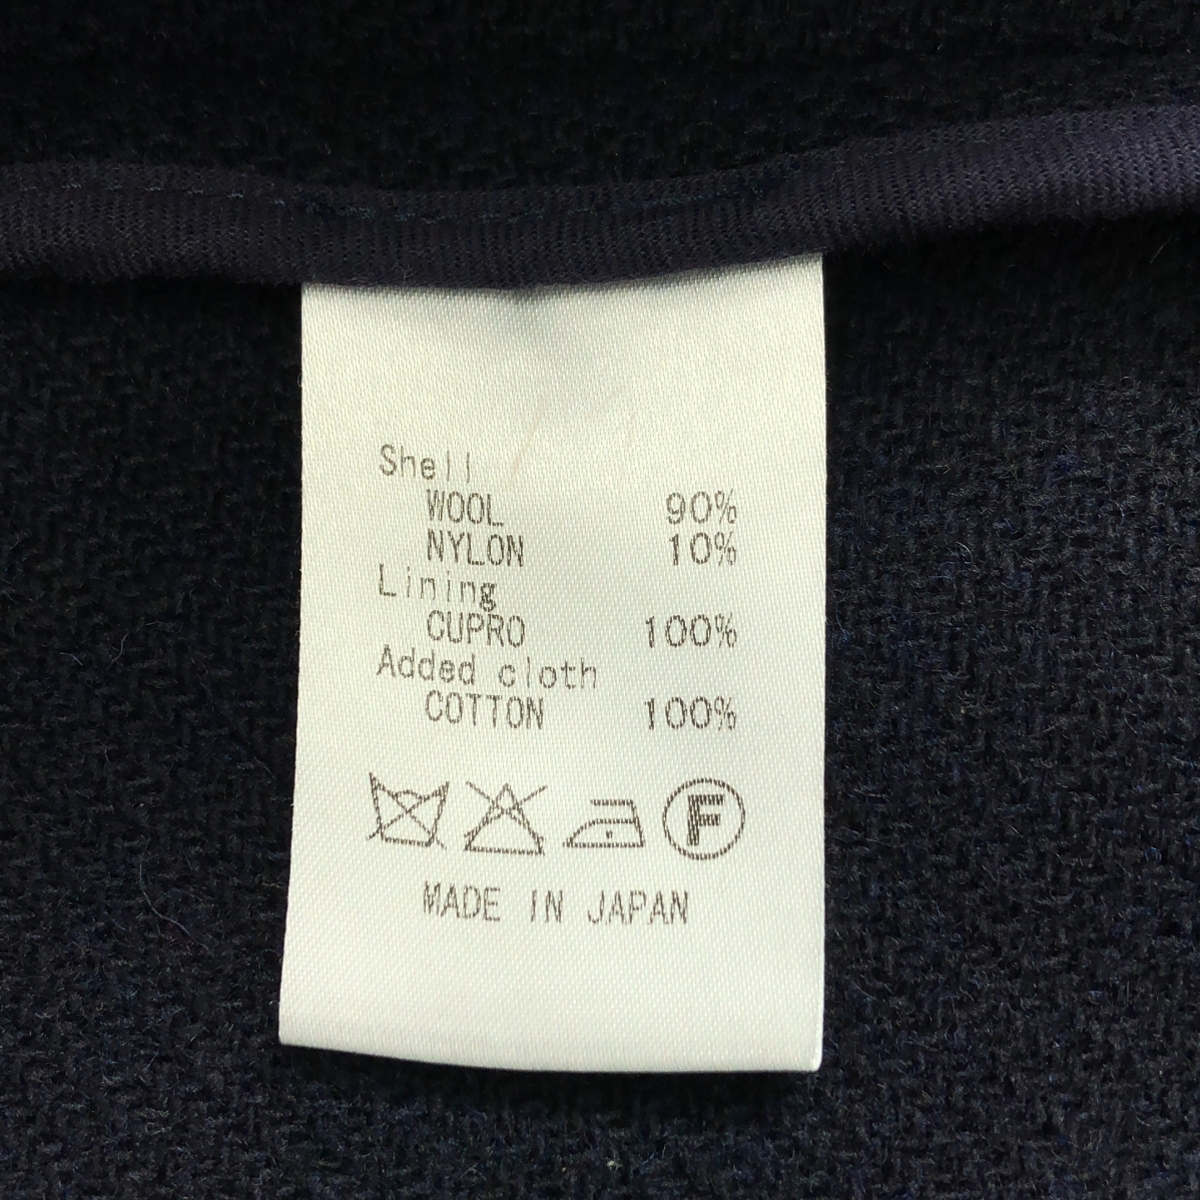 Shell
WOOL 90%
NYLON 10%
Lining
CUPRO 100%
Added cloth
COTTON 100%
F
MADE IN JAPAN